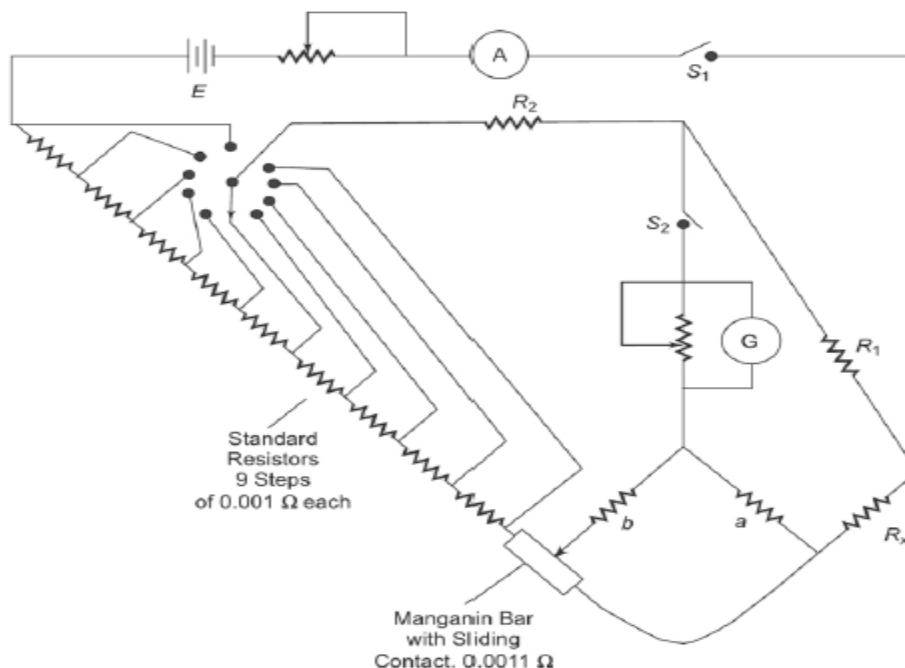 E
A
S1
R2
S2
G
R1
Standard
Resistors
9 Steps
of 0.001 Ω each
b
a
Rx
Manganin Bar
with Sliding
Contact. 0.0011 Ω